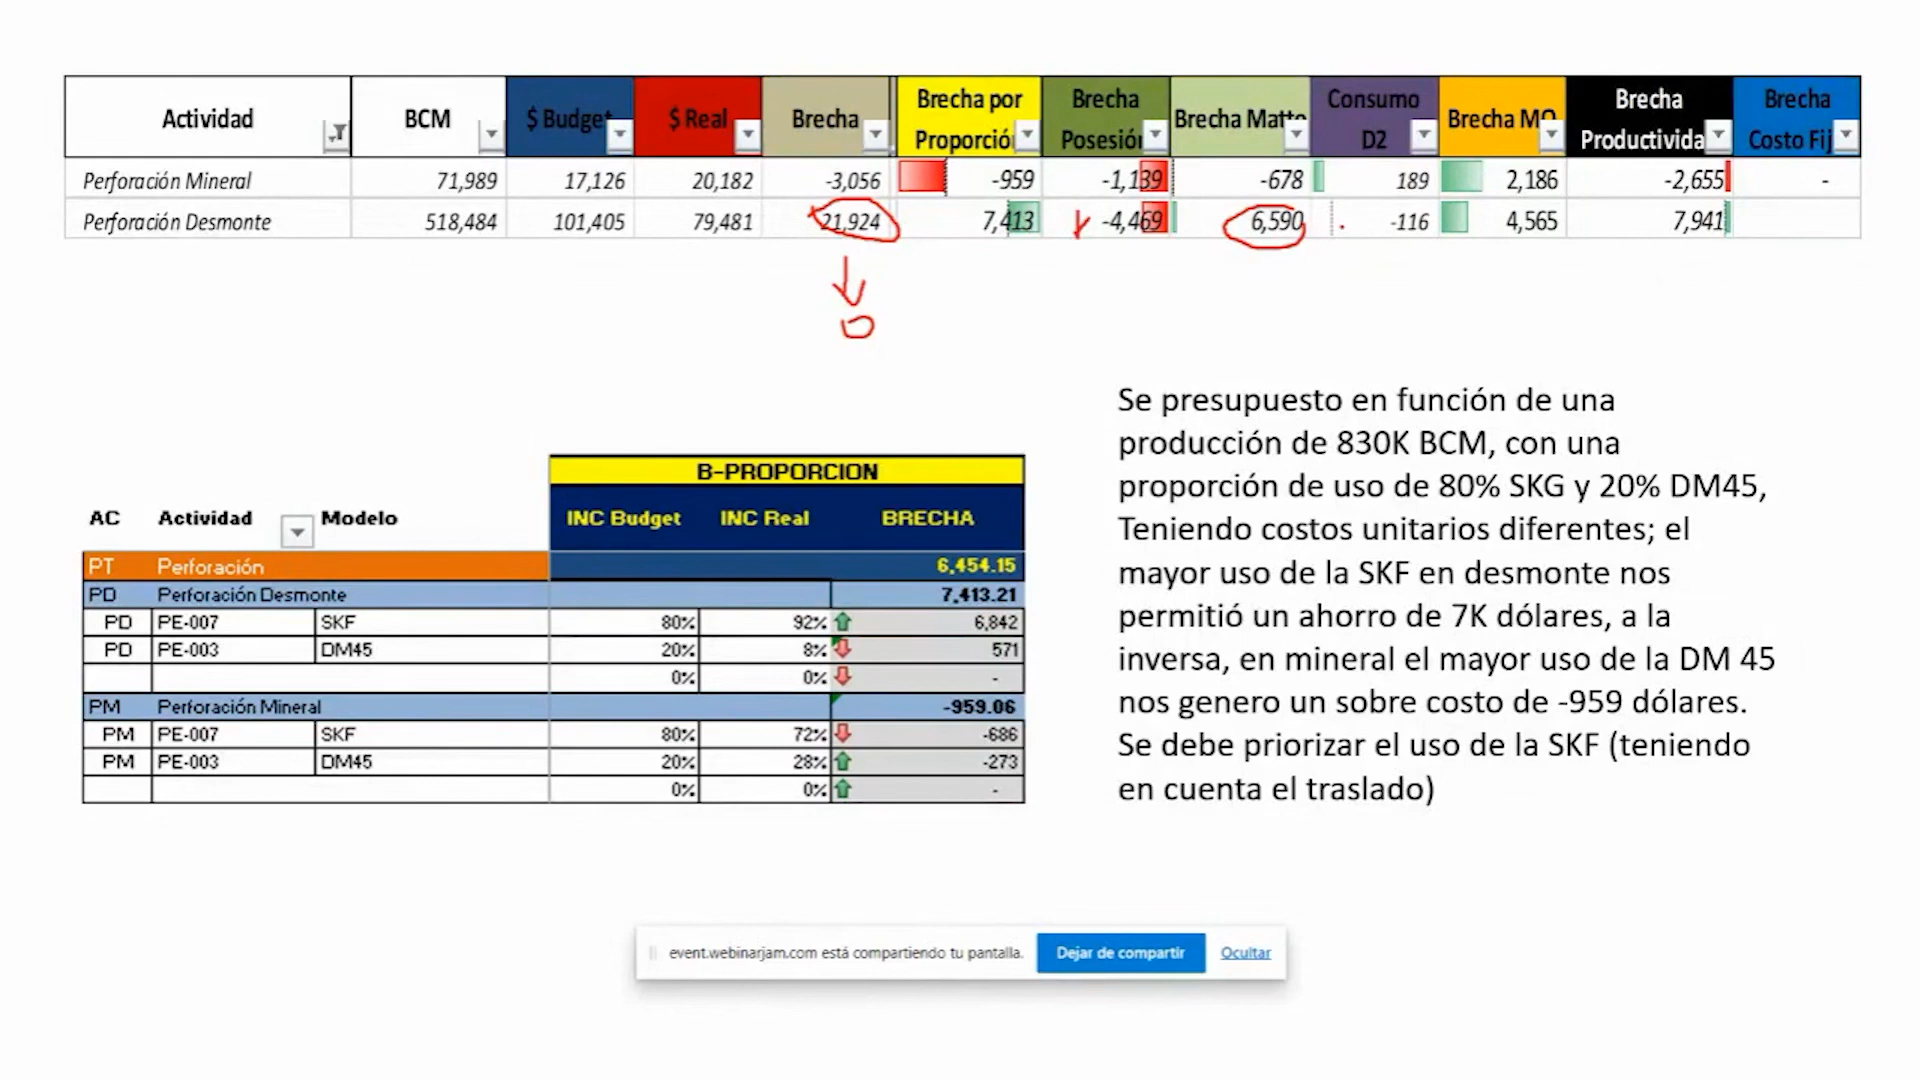 Actividad BCM $ Budget $ Real Brecha Brecha por Proporció Brecha Posesión Brecha Matto Consumo D2 Brecha MO Brecha Productivida Brecha Costo Fij
Perforación Mineral 71,989 17,126 20,182 -3,056 -959 -1,139 -678 189 2,186 -2,655 -
Perforación Desmonte 518,484 101,405 79,481 21,924 7,413 -4,469 6,590 -116 4,565 7,941
B-PROPORCION
AC Actividad Modelo INC Budget INC Real BRECHA
PT Perforación 6,454.15
PD Perforación Desmonte 7,413.21
PD PE-007 SKF 80% 92% 6,842
PD PE-003 DM45 20% 8% 571
0% 0% -
PM Perforación Mineral -959.06
PM PE-007 SKF 80% 72% -686
PM PE-003 DM45 20% 28% -273
0% 0% -
Se presupuesto en función de una
producción de 830K BCM, con una
proporción de uso de 80% SKG y 20% DM45,
Teniendo costos unitarios diferentes; el
mayor uso de la SKF en desmonte nos
permitió un ahorro de 7K dólares, a la
inversa, en mineral el mayor uso de la DM 45
nos genero un sobre costo de -959 dólares.
Se debe priorizar el uso de la SKF (teniendo
en cuenta el traslado)
event.webinarjam.com está compartiendo tu pantalla. Dejar de compartir Ocultar